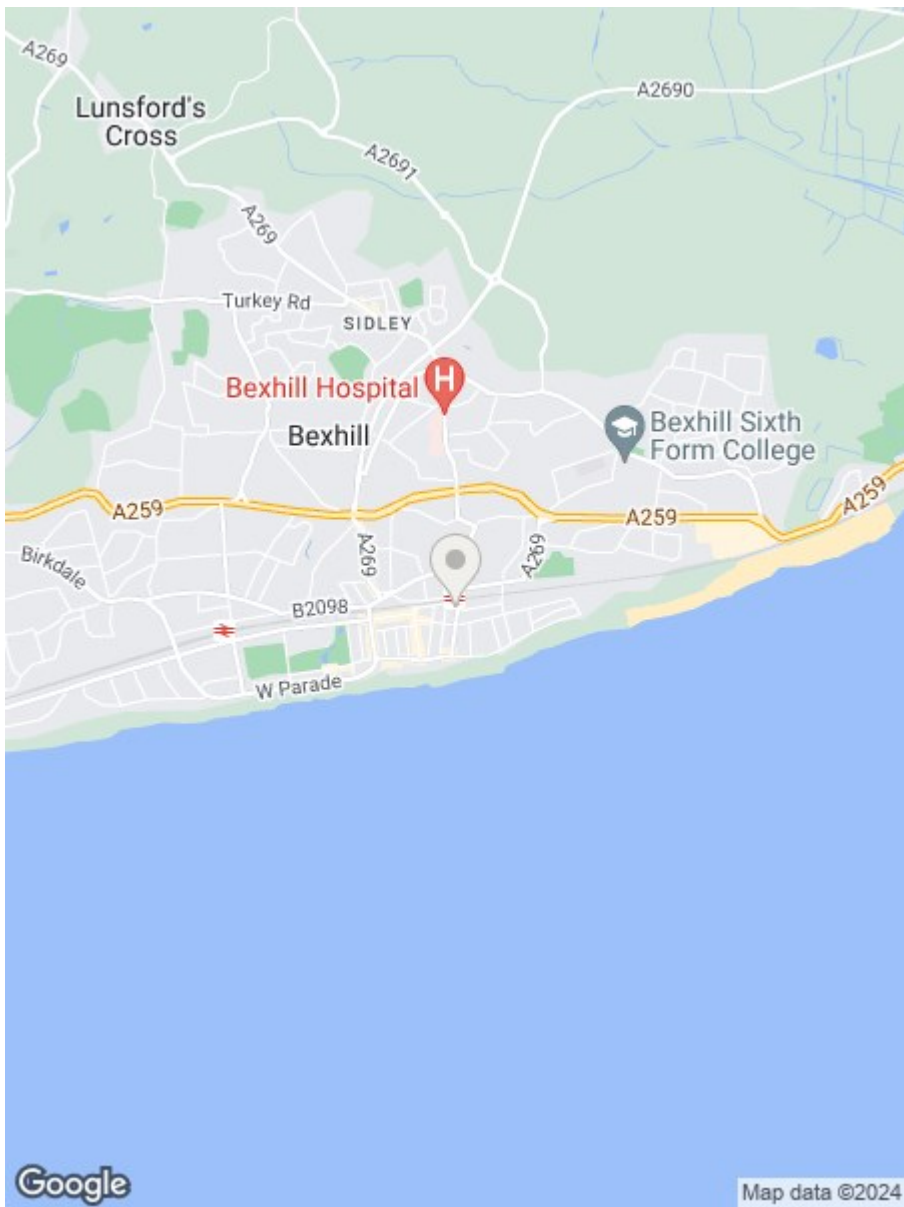 A269
A2690
Lunsford's
Cross
A2691
A269
Turkey Rd
SIDLEY
H
Bexhill Hospital
Bexhill
Bexhill Sixth
Form College
A259
A259
A259
Birkdale
A269
A269
B2098
W Parade
Google
Map data ©2024